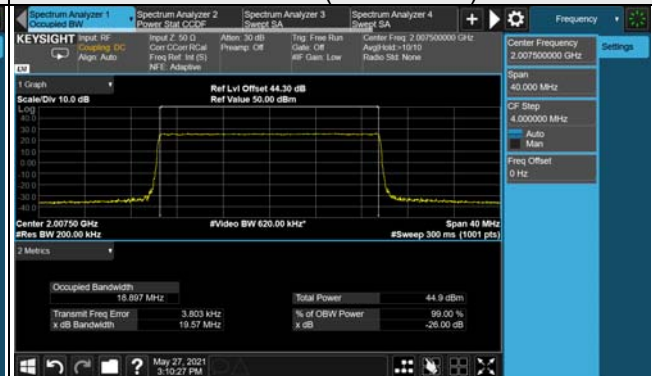 Spectrum Analyzer 1
Occupied BW
Spectrum Analyzer 2
Power Stat CCDF
Spectrum Analyzer 3
Swept SA
Spectrum Analyzer 4
Swept SA
+
Frequency
KEYSIGHT
Input: RF
Coupling: DC
Align: Auto
Input Z: 50 Ω
Corr CCorr RCal
Freq Ref: Int (S)
NFE: Adaptive
Atten: 30 dB
Preamp: Off
Trig: Free Run
Gate: Off
#IF Gain: Low
Center Freq: 2.007500000 GHz
Avg|Hold:>10/10
Radio Std: None
Center Frequency
2.007500000 GHz
Settings
Span
40.000 MHz
CF Step
4.000000 MHz
Auto
Man
Freq Offset
0 Hz
1 Graph
Scale/Div 10.0 dB
Ref Lvl Offset 44.30 dB
Ref Value 50.00 dBm
Log
40.0
30.0
20.0
10.0
0.00
-10.0
-20.0
-30.0
-40.0
Center 2.00750 GHz
#Res BW 200.00 kHz
#Video BW 620.00 kHz*
Span 40 MHz
#Sweep 300 ms (1001 pts)
2 Metrics
Occupied Bandwidth
18.897 MHz
Total Power
44.9 dBm
Transmit Freq Error
3.803 kHz
% of OBW Power
99.00 %
x dB Bandwidth
19.57 MHz
x dB
-26.00 dB
?
May 27, 2021
3:10:27 PM